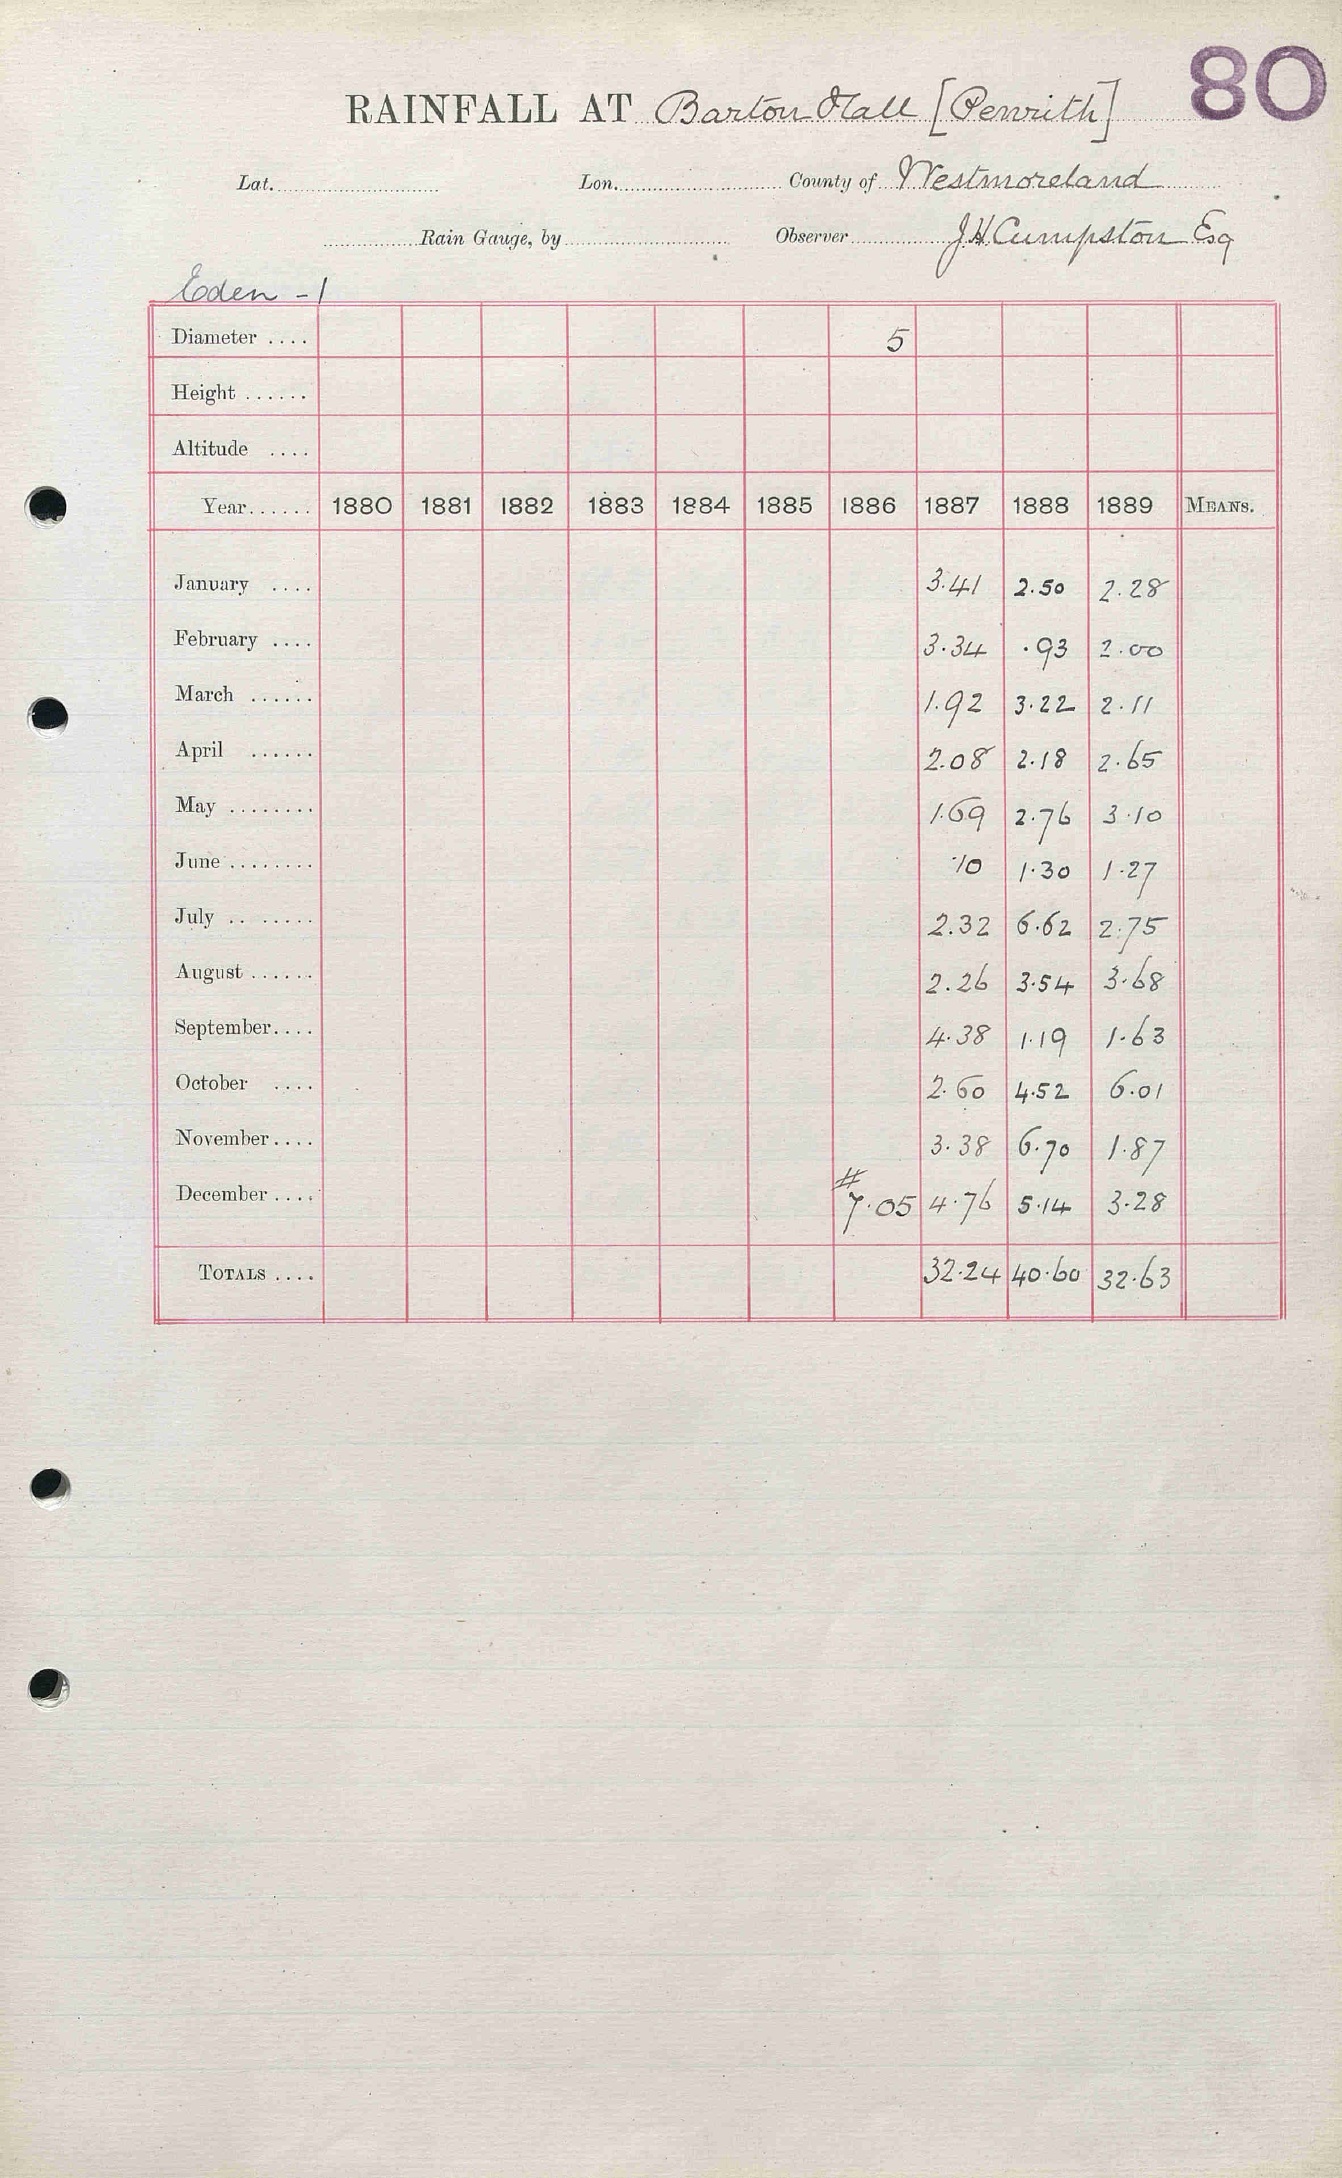 80
RAINFALL AT Barton Hall [Penrith]
Lat. Lon. County of Westmoreland
Rain Gauge, by Observer J.H. Cumpston Esq
Eden - 1
Diameter .... 5
Height ......
Altitude ....
Year...... 1880 1881 1882 1883 1884 1885 1886 1887 1888 1889 MEANS.
January .... 3.41 2.50 2.28
February .... 3.34 .93 2.00
March ...... 1.92 3.22 2.11
April ...... 2.08 2.18 2.65
May ........ 1.69 2.76 3.10
June ........ .10 1.30 1.27
July .. ...... 2.32 6.62 2.75
August ...... 2.26 3.54 3.68
September.... 4.38 1.19 1.63
October .... 2.60 4.52 6.01
November.... 3.38 6.70 1.87
December .... # 7.05 4.76 5.14 3.28
TOTALS .... 32.24 40.60 32.63